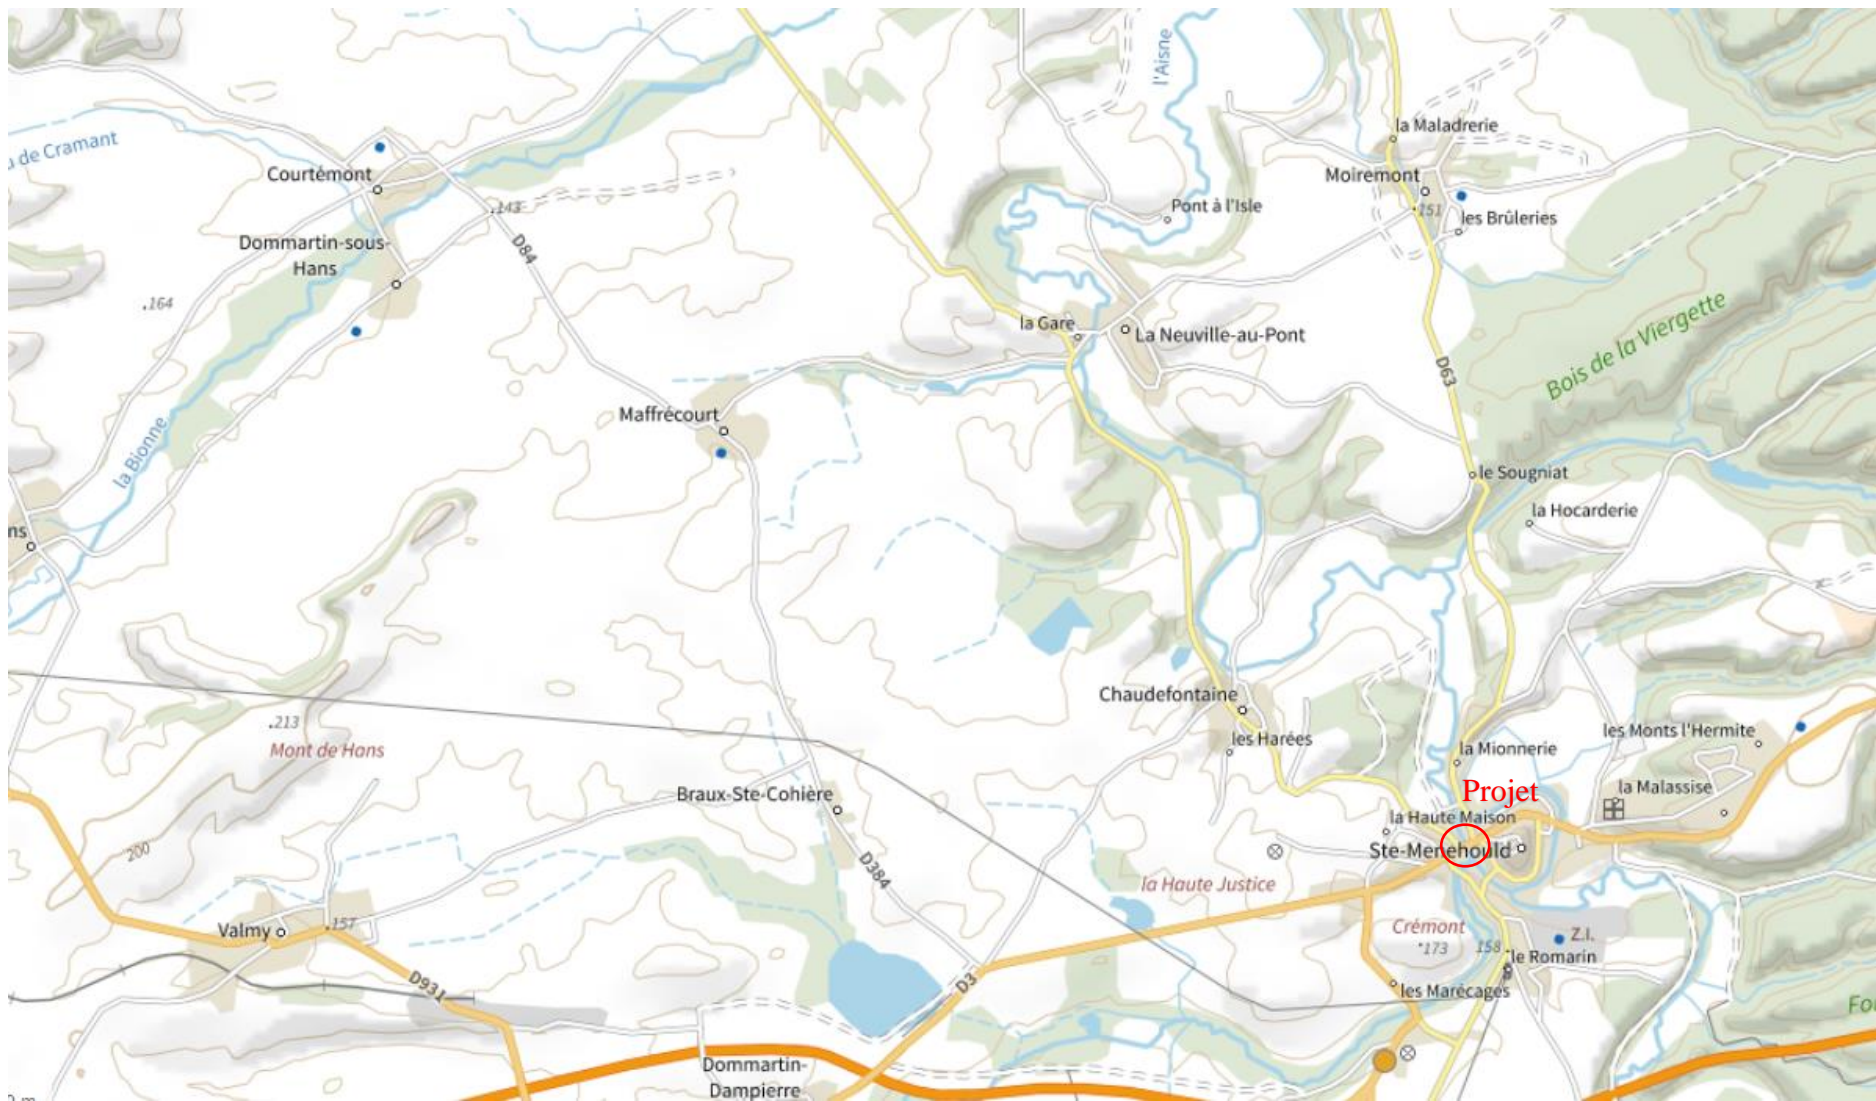 l'Aisne
la Maladrerie
de Cramant
Courtémont
Moiremont
Pont à l'Isle
.143
.151
les Brûleries
D84
Dommartin-sous-
Hans
.164
la Gare
La Neuville-au-Pont
Bois de la Viergette
D63
Maffrécourt
la Bionne
le Sougniat
la Hocarderie
ns
Chaudefontaine
.213
Mont de Hans
les Harées
les Monts l'Hermite
la Mionnerie
Braux-Ste-Cohière
Projet
la Malassise
la Haute Maison
200
Ste-Menehould
D384
la Haute Justice
Valmy
.157
Crémont
.173
158
Z.I.
le Romarin
D931
D3
les Marécages
Fo
Dommartin-
Dampierre